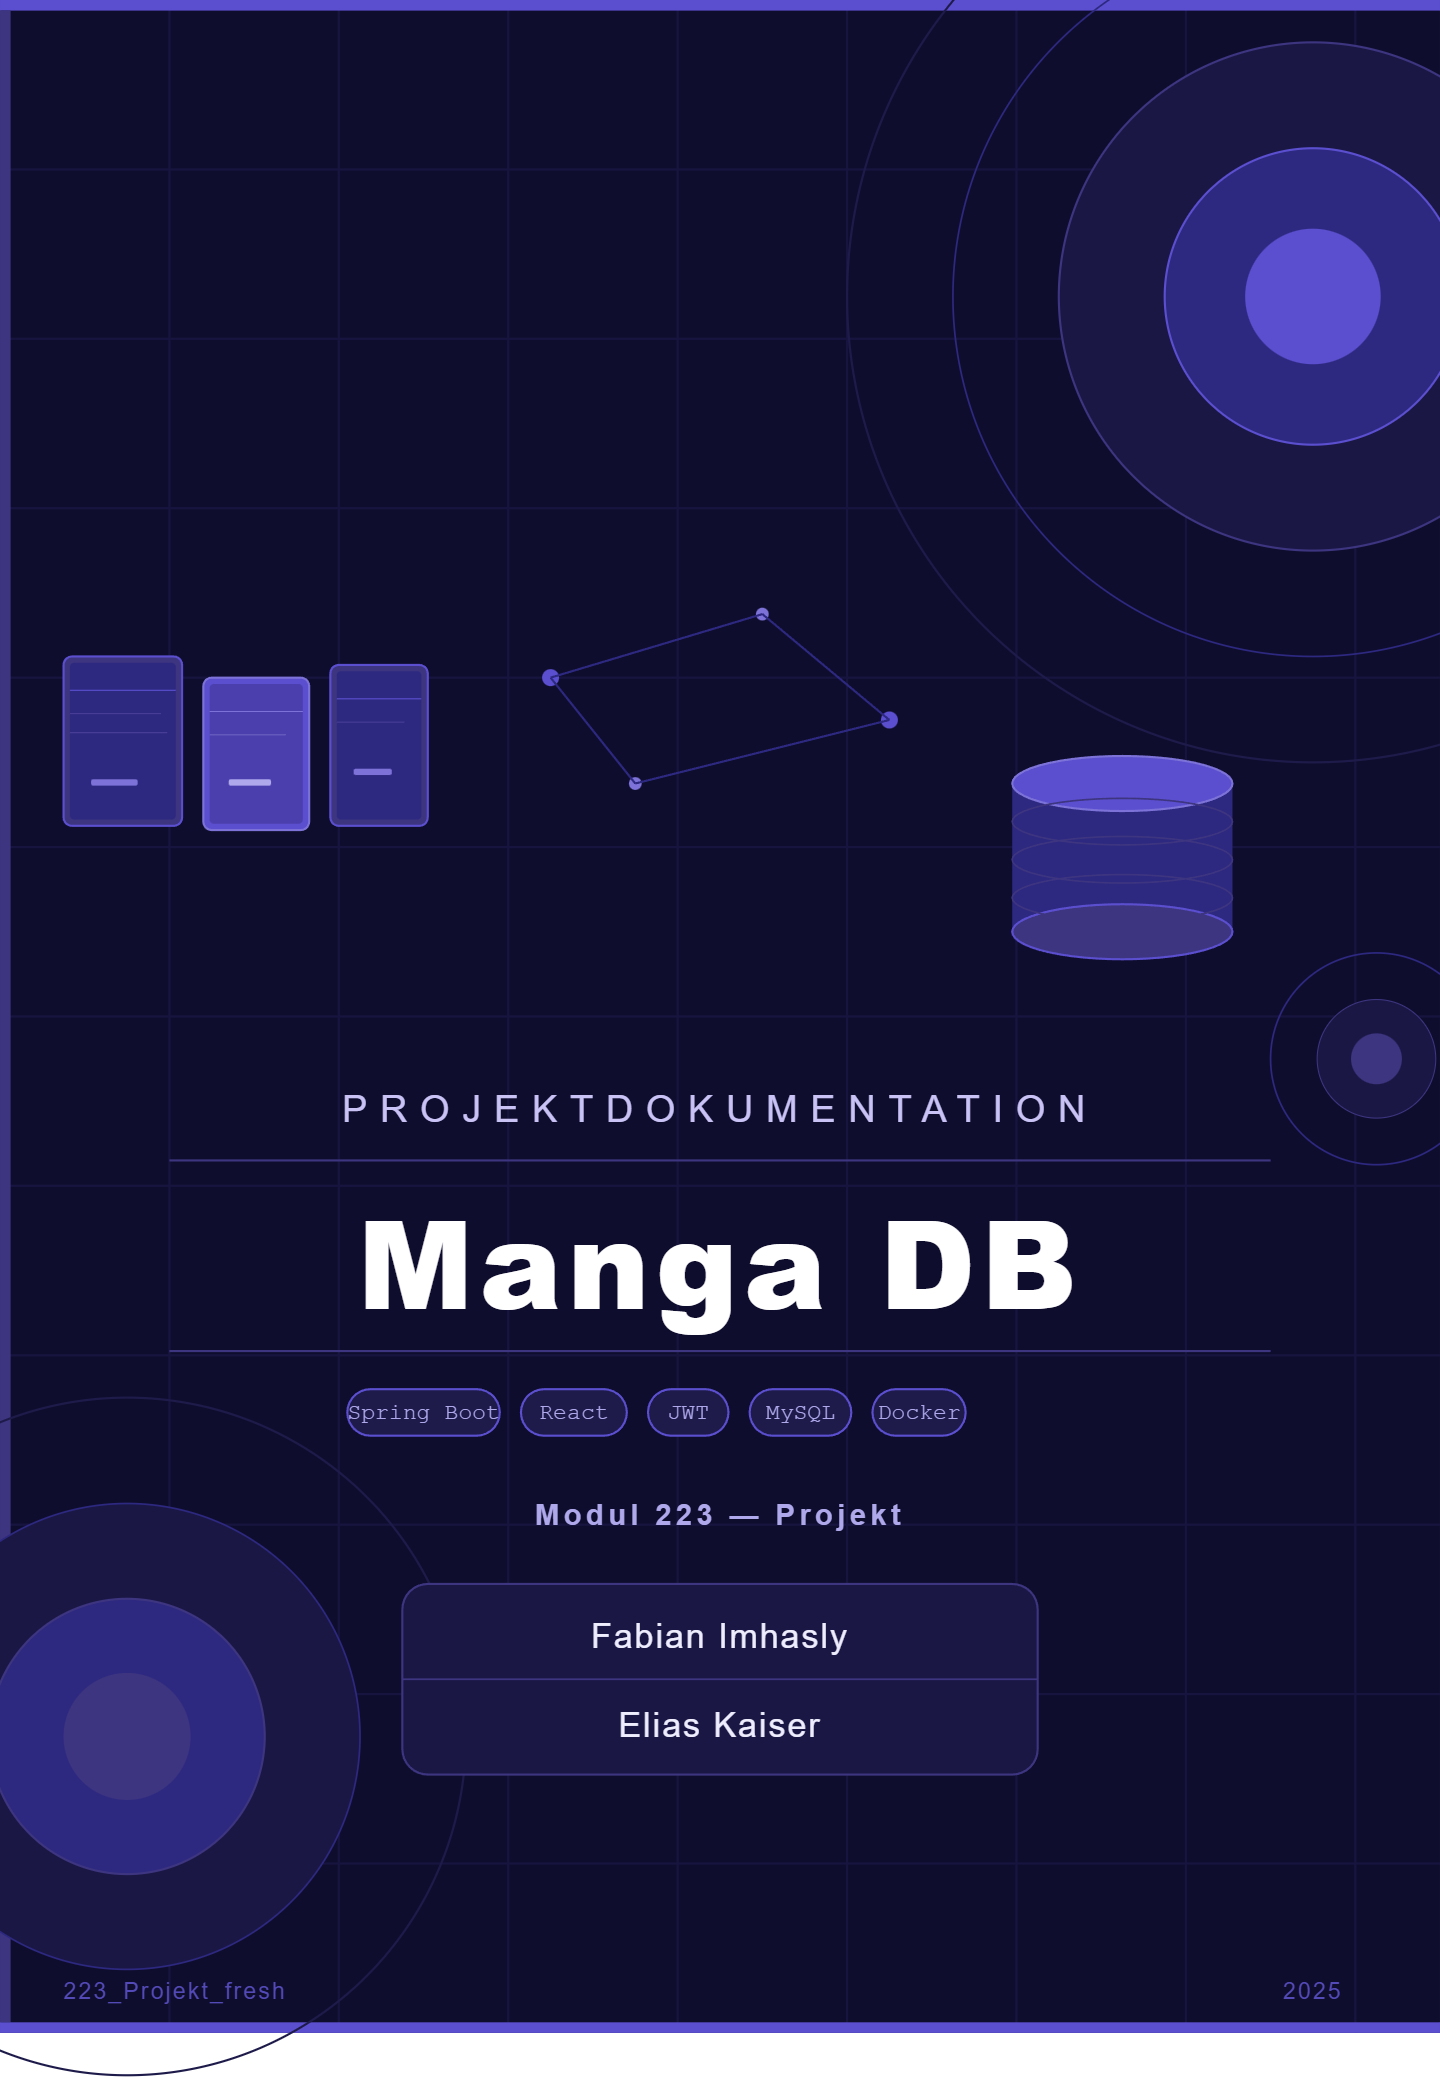 PROJEKTDOKUMENTATION
Manga DB
Spring Boot React JWT MySQL Docker
Modul 223 — Projekt
Fabian Imhasly
Elias Kaiser
223_Projekt_fresh 2025